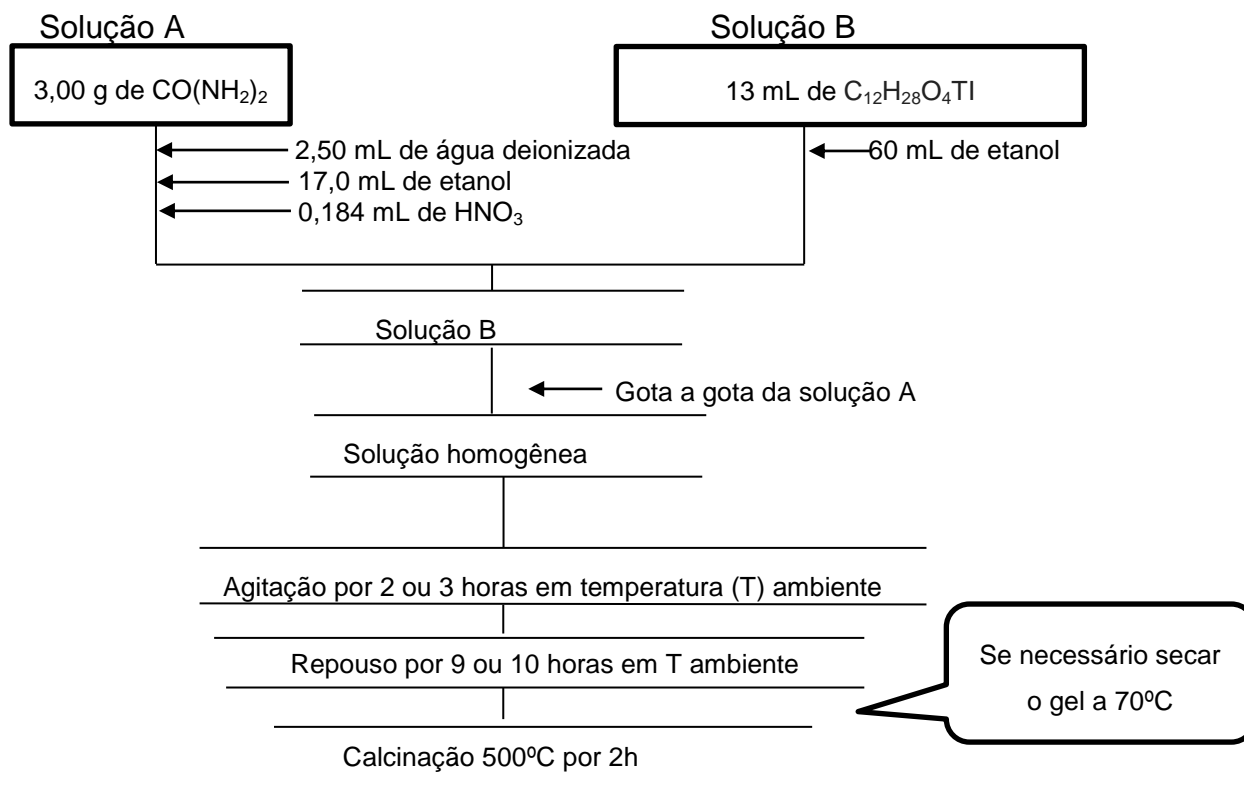 Solução A
Solução B
3,00 g de CO(NH₂)₂
13 mL de C₁₂H₂₈O₄TI
2,50 mL de água deionizada
60 mL de etanol
17,0 mL de etanol
0,184 mL de HNO₃
Solução B
Gota a gota da solução A
Solução homogênea
Agitação por 2 ou 3 horas em temperatura (T) ambiente
Repouso por 9 ou 10 horas em T ambiente
Se necessário secar
o gel a 70ºC
Calcinação 500ºC por 2h